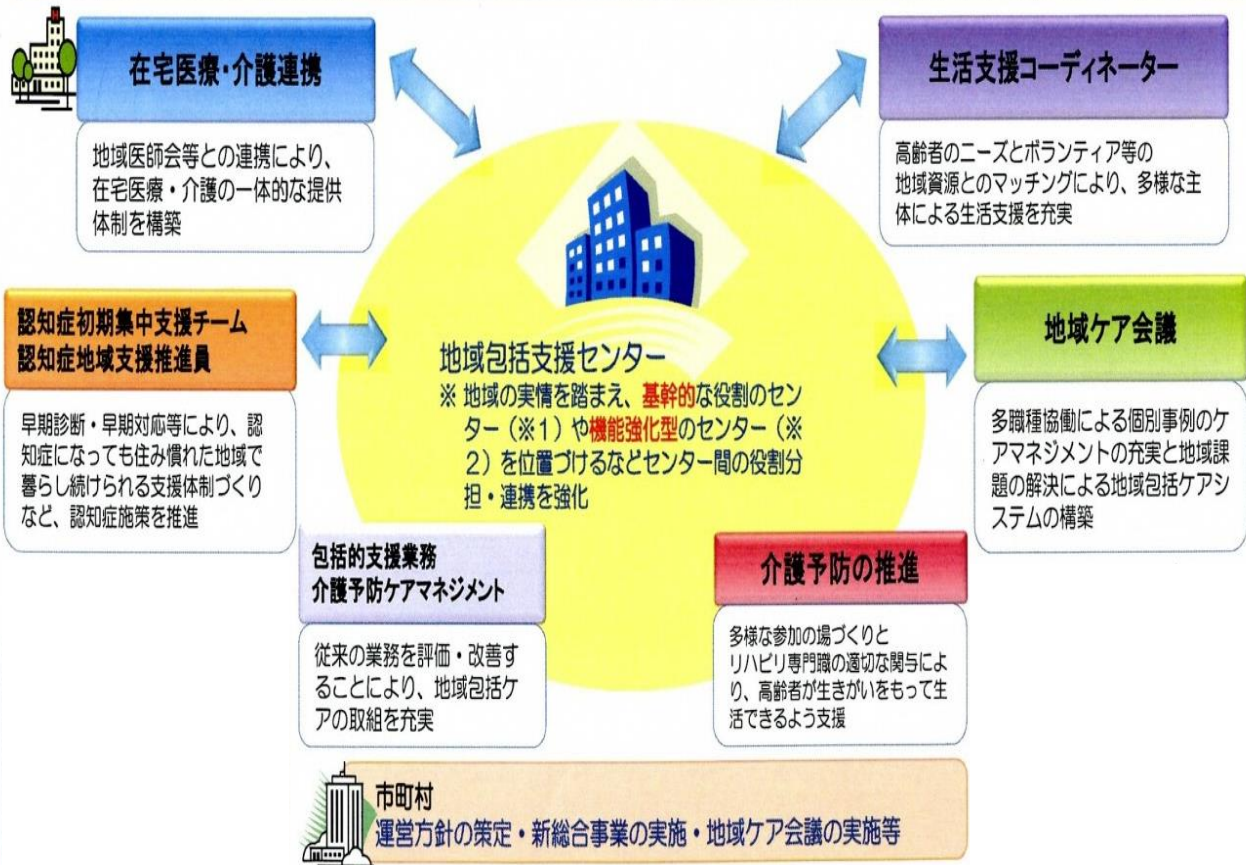 在宅医療・介護連携
地域医師会等との連携により、
在宅医療・介護の一体的な提供
体制を構築
生活支援コーディネーター
高齢者のニーズとボランティア等の
地域資源とのマッチングにより、多様な主
体による生活支援を充実
認知症初期集中支援チーム
認知症地域支援推進員
早期診断・早期対応等により、認
知症になっても住み慣れた地域で
暮らし続けられる支援体制づくり
など、認知症施策を推進
地域包括支援センター
※ 地域の実情を踏まえ、基幹的な役割のセン
ター（※１）や機能強化型のセンター（※
２）を位置づけるなどセンター間の役割分
担・連携を強化
地域ケア会議
多職種協働による個別事例のケ
アマネジメントの充実と地域課
題の解決による地域包括ケアシ
ステムの構築
包括的支援業務
介護予防ケアマネジメント
従来の業務を評価・改善す
ることにより、地域包括ケ
アの取組を充実
介護予防の推進
多様な参加の場づくりと
リハビリ専門職の適切な関与によ
り、高齢者が生きがいをもって生
活できるよう支援
市町村
運営方針の策定・新総合事業の実施・地域ケア会議の実施等